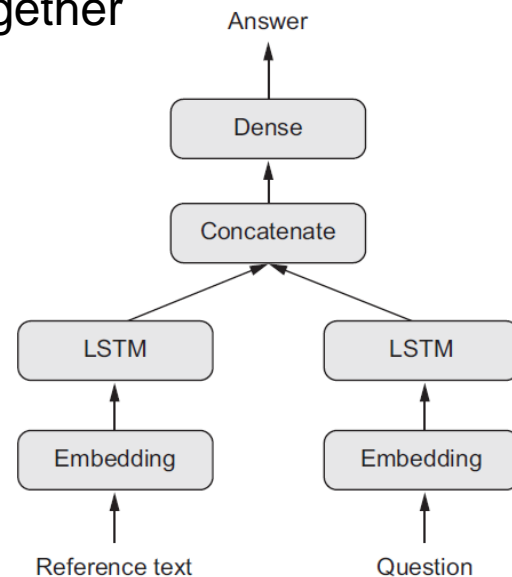 gether
Answer
Dense
Concatenate
LSTM LSTM
Embedding Embedding
Reference text Question